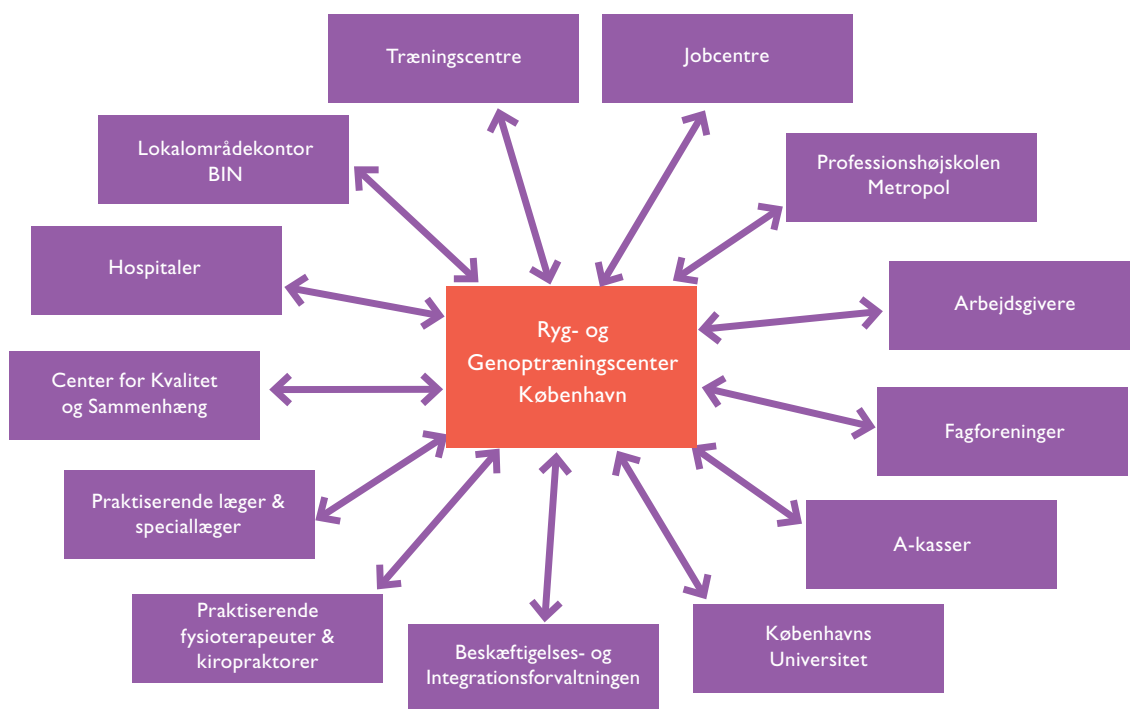 Træningscentre
Jobcentre
Lokalområdekontor
BIN
Professionshøjskolen
Metropol
Hospitaler
Arbejdsgivere
Ryg- og
Genoptræningscenter
København
Center for Kvalitet
og Sammenhæng
Fagforeninger
Praktiserende læger &
speciallæger
A-kasser
Praktiserende
fysioterapeuter &
kiropraktorer
Beskæftigelses- og
Integrationsforvaltningen
Københavns
Universitet